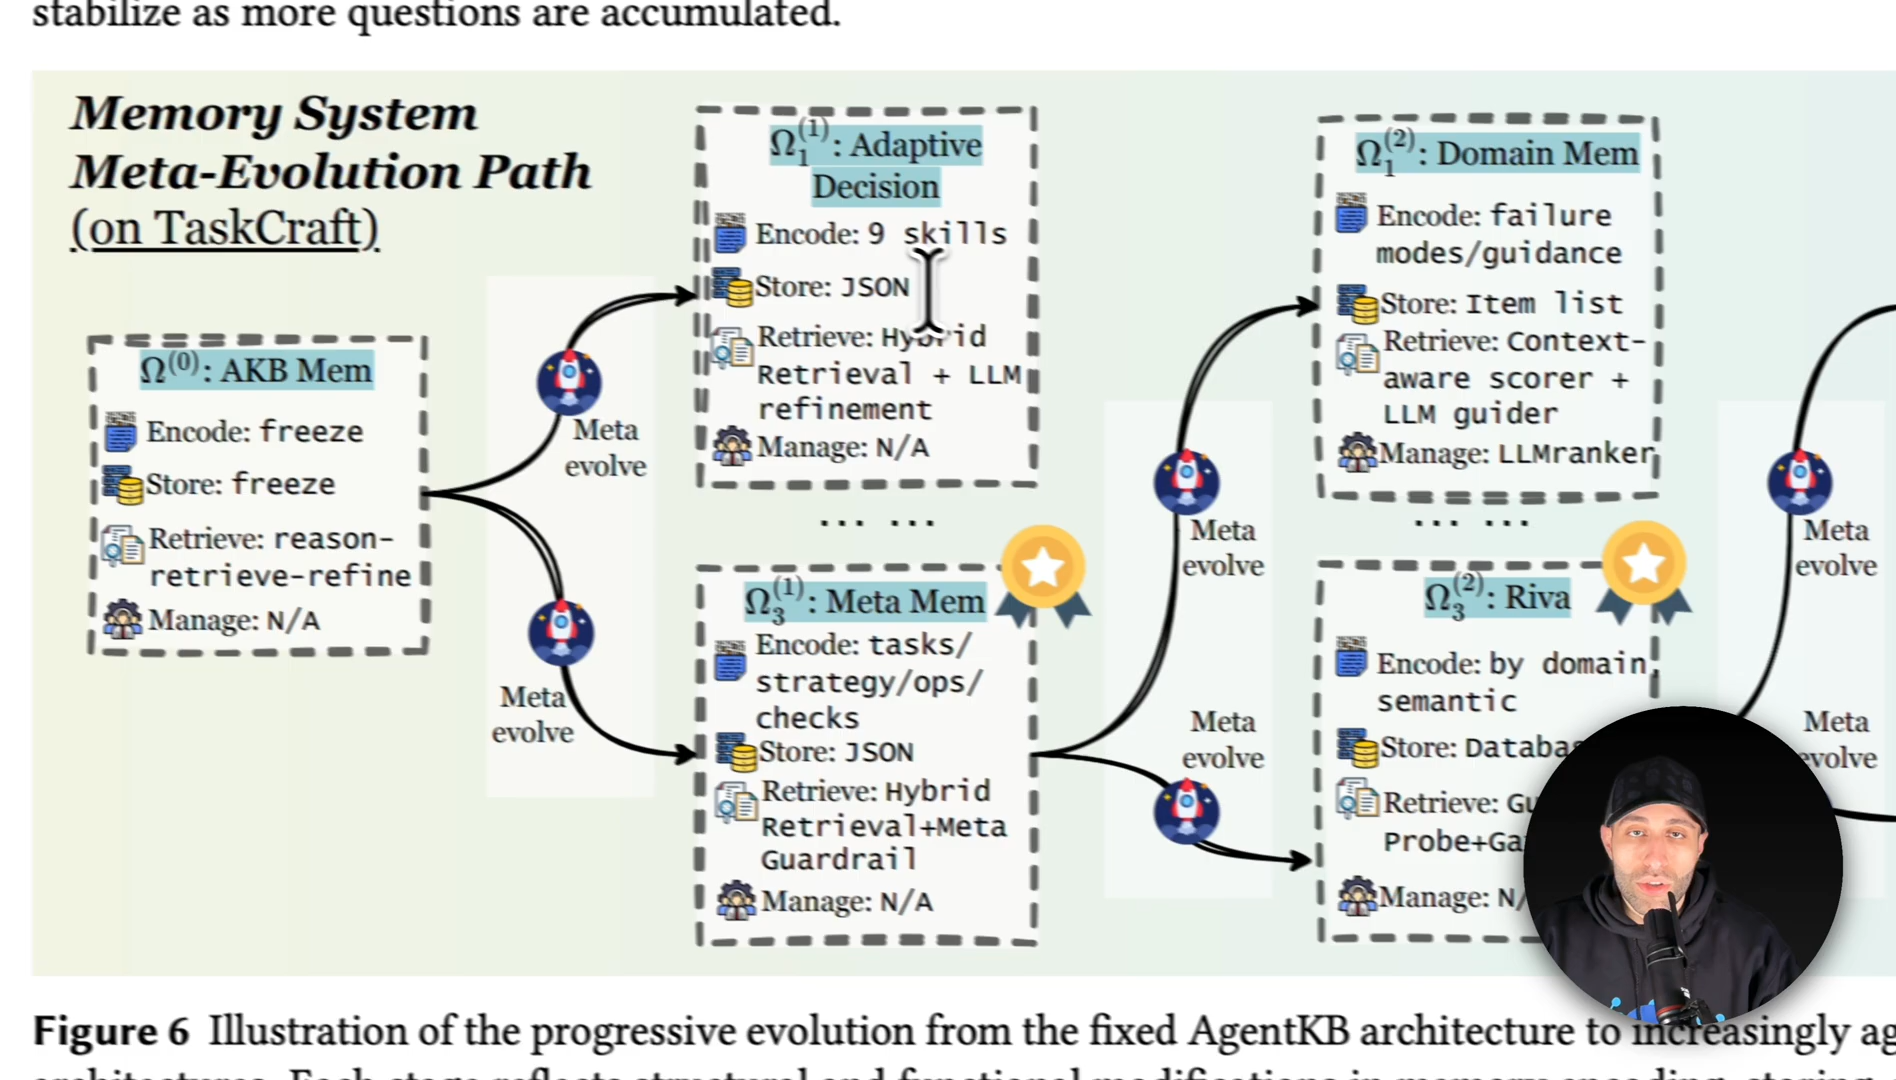 stabilize as more questions are accumulated.
Memory System
Meta-Evolution Path
(on TaskCraft)
Ω(0): AKB Mem
Encode: freeze
Store: freeze
Retrieve: reason-
retrieve-refine
Manage: N/A
Meta
evolve
Meta
evolve
Ω1(1): Adaptive
Decision
Encode: 9 skills
Store: JSON
Retrieve: Hybrid
Retrieval + LLM
refinement
Manage: N/A
... ...
Ω3(1): Meta Mem
Encode: tasks/
strategy/ops/
checks
Store: JSON
Retrieve: Hybrid
Retrieval+Meta
Guardrail
Manage: N/A
Meta
evolve
Meta
evolve
Ω1(2): Domain Mem
Encode: failure
modes/guidance
Store: Item list
Retrieve: Context-
aware scorer +
LLM guider
Manage: LLMranker
... ...
Ω3(2): Riva
Encode: by domain,
semantic
Store:
Retrieve:
Manage:
Meta
evolve
Meta
evolve
Figure 6 Illustration of the progressive evolution from the fixed AgentKB architecture to increasingly